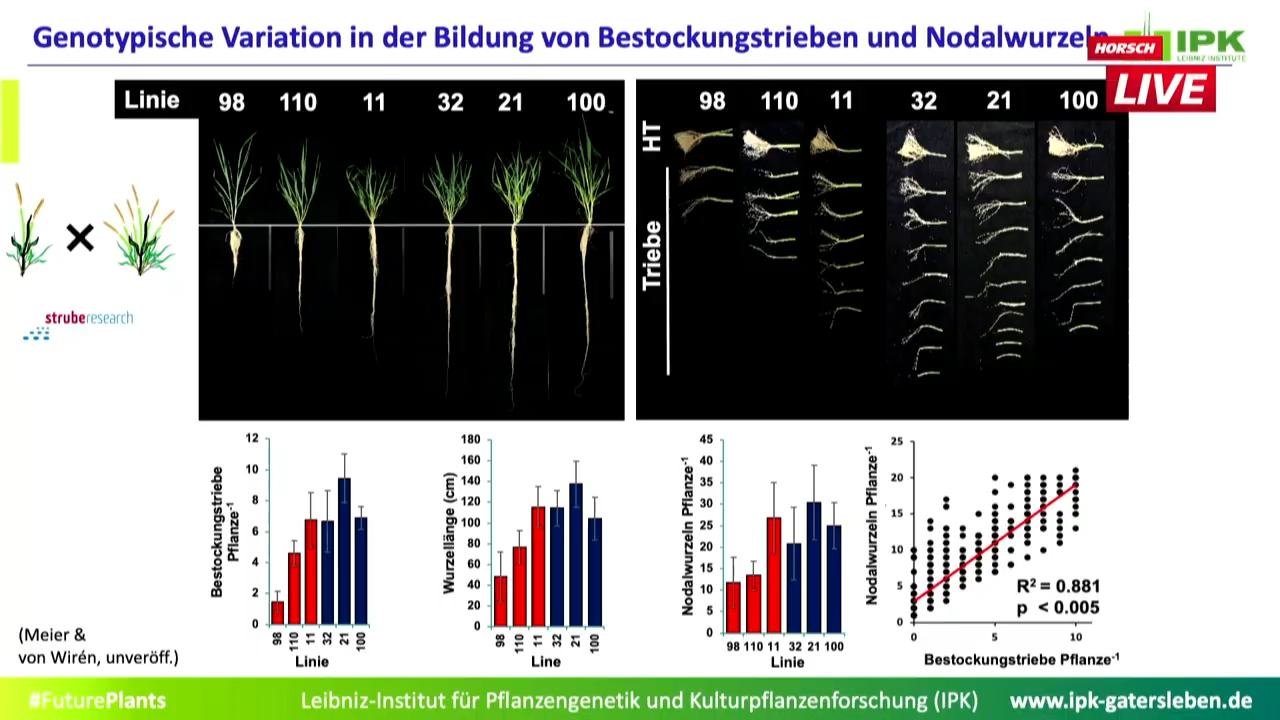 Genotypische Variation in der Bildung von Bestockungstrieben und Nodalwurzeln
HORSCH
LIVE
IPK
LEIBNIZ INSTITUTE
Linie 98 110 11 32 21 100
98 110 11 32 21 100
HT
Triebe
struberesearch
Bestockungstriebe
Pflanze-1
12
10
8
6
4
2
0
98 110 11 32 21 100
Linie
Wurzellänge (cm)
180
160
140
120
100
80
60
40
20
0
98 110 11 32 21 100
Line
Nodalwurzeln Pflanze-1
45
40
35
30
25
20
15
10
5
0
98 110 11 32 21 100
Linie
Nodalwurzeln Pflanze-1
25
20
15
10
5
0
R2 = 0.881
p < 0.005
0 5 10
Bestockungstriebe Pflanze-1
(Meier &
von Wirén, unveröff.)
#FuturePlants
Leibniz-Institut für Pflanzengenetik und Kulturpflanzenforschung (IPK)
www.ipk-gatersleben.de